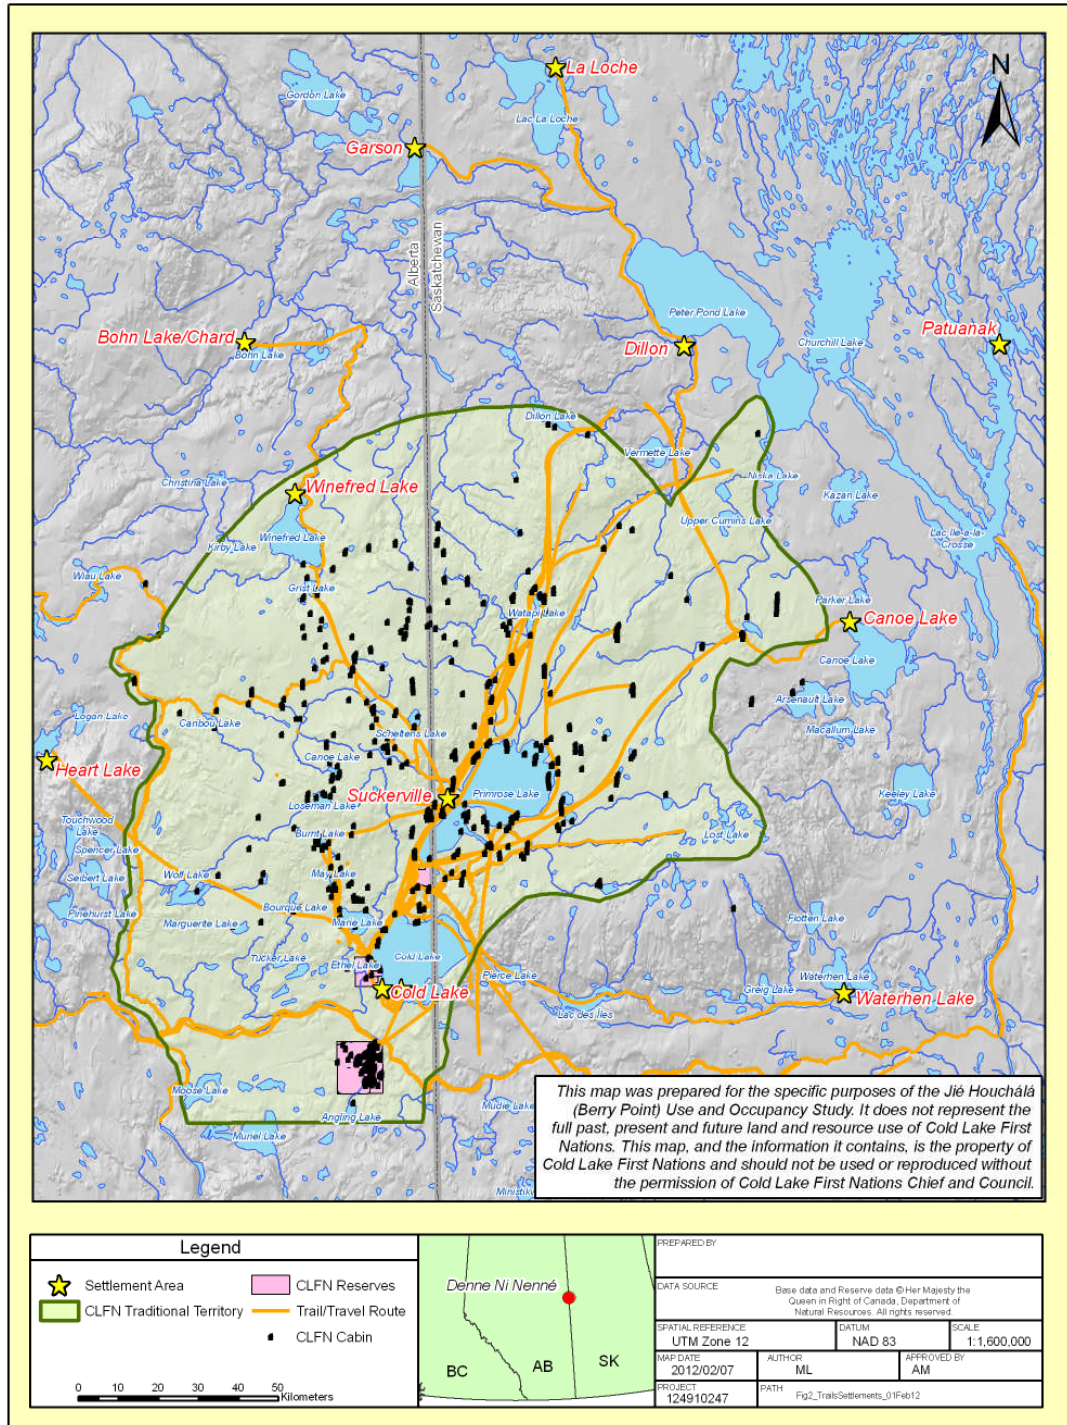 La Loche
N
Gordon Lake
Lac La Loche
Garson
Alberta
Saskatchewan
Peter Pond Lake
Bohn Lake/Chard
Bohn Lake
Dillon
Churchill Lake
Patuanak
Dillon Lake
Vermette Lake
Christina Lake
Winefred Lake
Niska Lake
Kazan Lake
Upper Cumins Lake
Winefred Lake
Kirby Lake
Lac Ile-a-la-
Crosse
Wiau Lake
Grist Lake
Watapi Lake
Parker Lake
Canoe Lake
Canoe Lake
Arsenault Lake
Logan Lake
Caribou Lake
Scheltens Lake
Macallum Lake
Canoe Lake
Heart Lake
Suckerville
Primrose Lake
Keeley Lake
Loseman Lake
Touchwood
Lake
Burnt Lake
Lost Lake
Spencer Lake
Seibert Lake
Wolf Lake
May Lake
Pinehurst Lake
Bourque Lake
Marguerite Lake
Marie Lake
Flotten Lake
Tucker Lake
Ethel Lake
Cold Lake
Pierce Lake
Waterhen Lake
Cold Lake
Greig Lake
Waterhen Lake
Lac des Iles
Moose Lake
Angling Lake
Mudie Lake
Muriel Lake
Ministik
This map was prepared for the specific purposes of the Jié Houchálá
(Berry Point) Use and Occupancy Study. It does not represent the
full past, present and future land and resource use of Cold Lake First
Nations. This map, and the information it contains, is the property of
Cold Lake First Nations and should not be used or reproduced without
the permission of Cold Lake First Nations Chief and Council.
Legend
Settlement Area
CLFN Reserves
CLFN Traditional Territory
Trail/Travel Route
CLFN Cabin
0 10 20 30 40 50
Kilometers
Denne Ni Nenné
BC
AB
SK
PREPARED BY
DATA SOURCE
Base data and Reserve data © Her Majesty the
Queen in Right of Canada, Department of
Natural Resources. All rights reserved.
SPATIAL REFERENCE
UTM Zone 12
DATUM
NAD 83
SCALE
1:1,600,000
MAP DATE
2012/02/07
AUTHOR
ML
APPROVED BY
AM
PROJECT
124910247
PATH
Fig2_TrailsSettlements_01Feb12